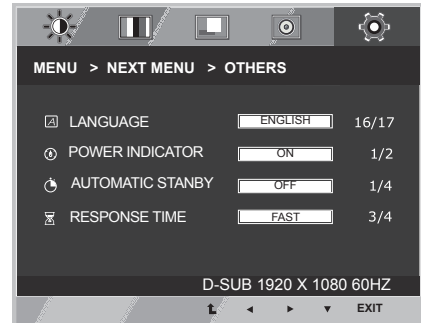 MENU > NEXT MENU > OTHERS
LANGUAGE ENGLISH 16/17
POWER INDICATOR ON 1/2
AUTOMATIC STANBY OFF 1/4
RESPONSE TIME FAST 3/4
D-SUB 1920 X 1080 60HZ
EXIT